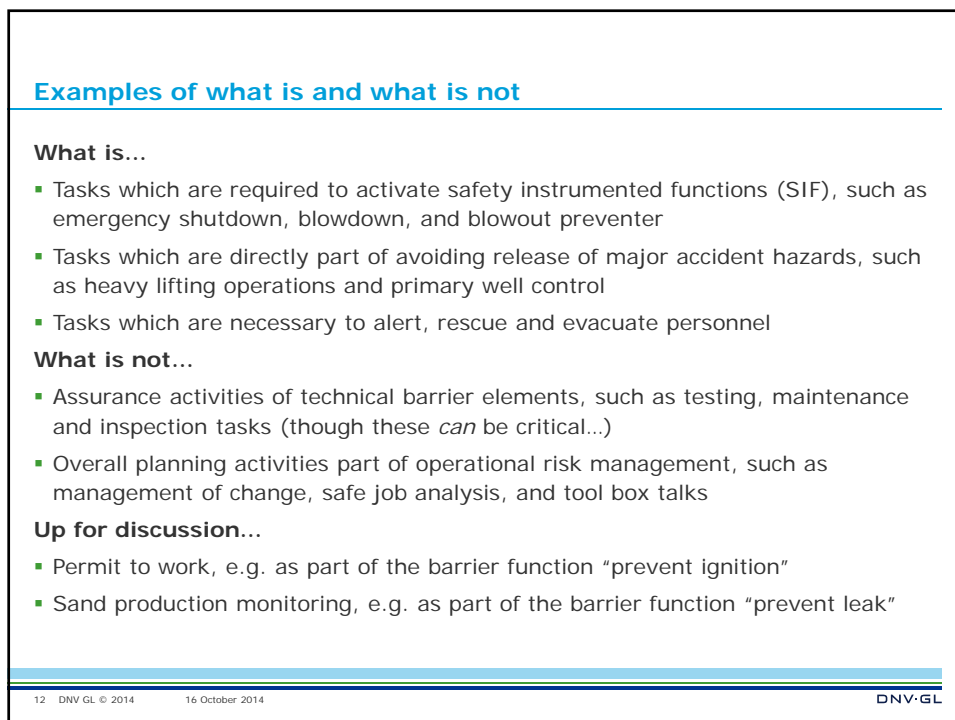 Examples of what is and what is not
What is...
▪ Tasks which are required to activate safety instrumented functions (SIF), such as
emergency shutdown, blowdown, and blowout preventer
▪ Tasks which are directly part of avoiding release of major accident hazards, such
as heavy lifting operations and primary well control
▪ Tasks which are necessary to alert, rescue and evacuate personnel
What is not...
▪ Assurance activities of technical barrier elements, such as testing, maintenance
and inspection tasks (though these can be critical...)
▪ Overall planning activities part of operational risk management, such as
management of change, safe job analysis, and tool box talks
Up for discussion...
▪ Permit to work, e.g. as part of the barrier function “prevent ignition”
▪ Sand production monitoring, e.g. as part of the barrier function “prevent leak”
12 DNV GL © 2014 16 October 2014 DNV·GL